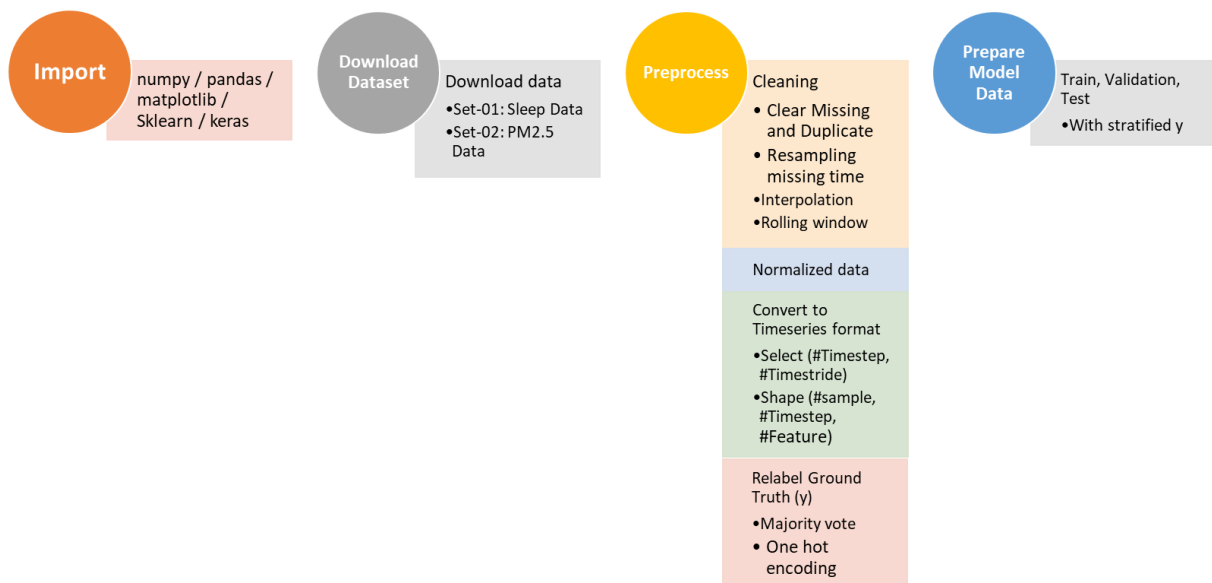 Import
numpy / pandas /
matplotlib /
Sklearn / keras
Download
Dataset
Download data
•Set-01: Sleep Data
•Set-02: PM2.5
Data
Preprocess
Cleaning
• Clear Missing
and Duplicate
• Resampling
missing time
•Interpolation
•Rolling window
Normalized data
Convert to
Timeseries format
•Select (#Timestep,
#Timestride)
•Shape (#sample,
#Timestep,
#Feature)
Relabel Ground
Truth (y)
•Majority vote
• One hot
encoding
Prepare
Model
Data
Train, Validation,
Test
•With stratified y